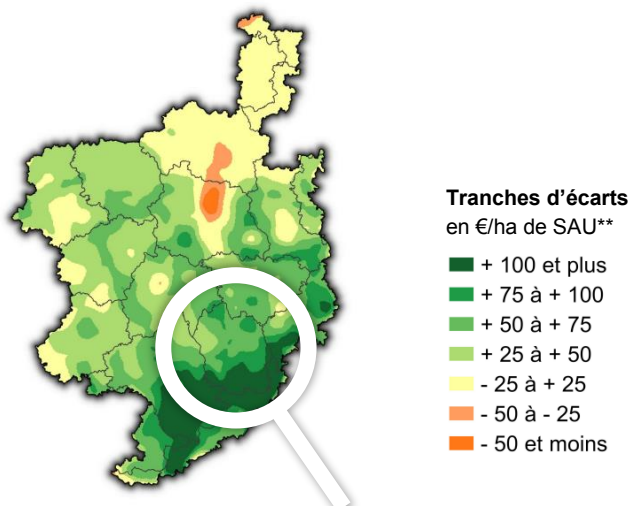 Tranches d’écarts
en €/ha de SAU**
+ 100 et plus
+ 75 à + 100
+ 50 à + 75
+ 25 à + 50
- 25 à + 25
- 50 à - 25
- 50 et moins